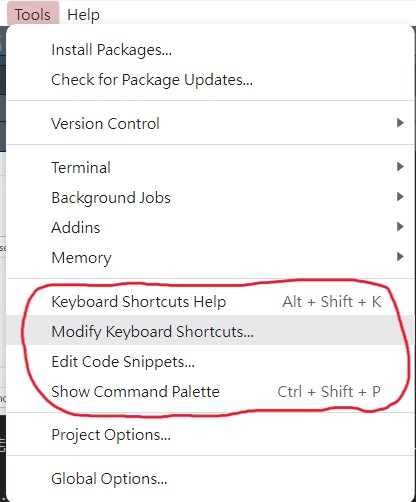 Tools Help
Install Packages...
Check for Package Updates...
Version Control
Terminal
Background Jobs
Addins
Memory
Keyboard Shortcuts Help Alt + Shift + K
Modify Keyboard Shortcuts...
Edit Code Snippets...
Show Command Palette Ctrl + Shift + P
Project Options...
Global Options...